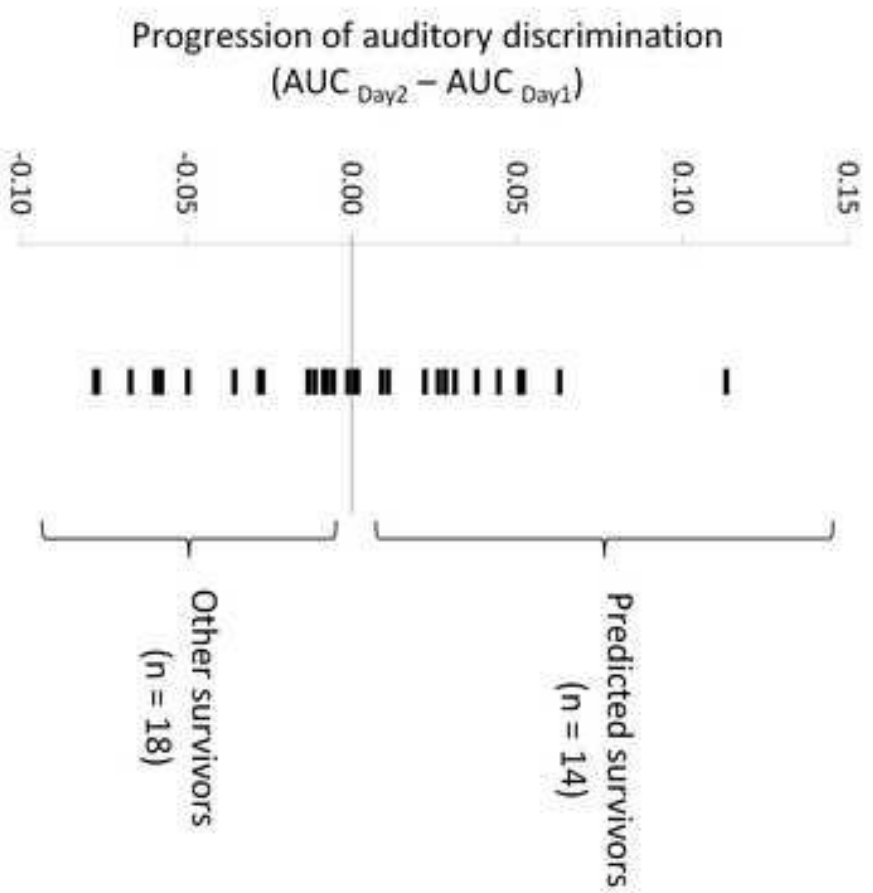 Progression of auditory discrimination
(AUC Day2 – AUC Day1)
-0.10
-0.05
0.00
0.05
0.10
0.15
Predicted survivors
(n = 14)
Other survivors
(n = 18)